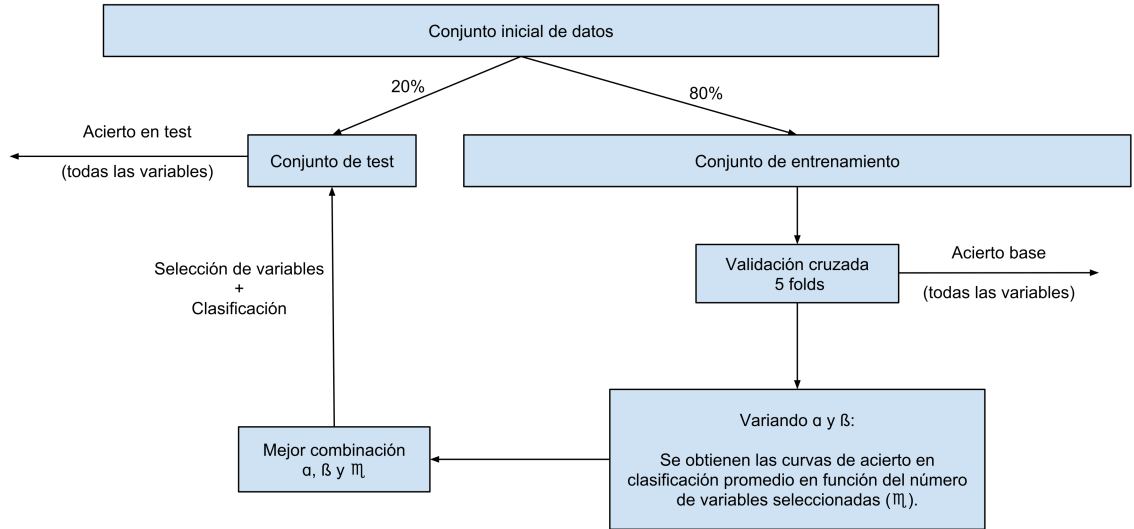 Conjunto inicial de datos
20%
80%
Acierto en test
(todas las variables)
Conjunto de test
Conjunto de entrenamiento
Validación cruzada
5 folds
Acierto base
(todas las variables)
Selección de variables
+
Clasificación
Variando α y ß:
Se obtienen las curvas de acierto en
clasificación promedio en función del número
de variables seleccionadas (♏).
Mejor combinación
α, ß y ♏